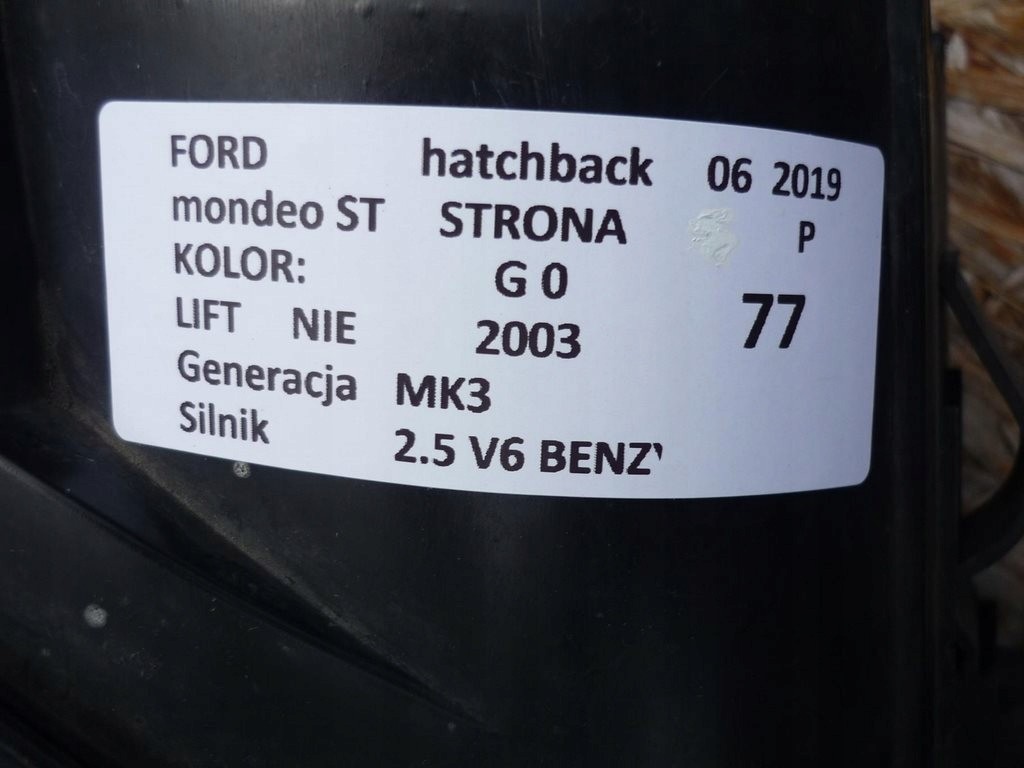 FORD hatchback 06 2019
mondeo ST STRONA P
KOLOR: G 0
LIFT NIE 2003 77
Generacja MK3
Silnik 2.5 V6 BENZ